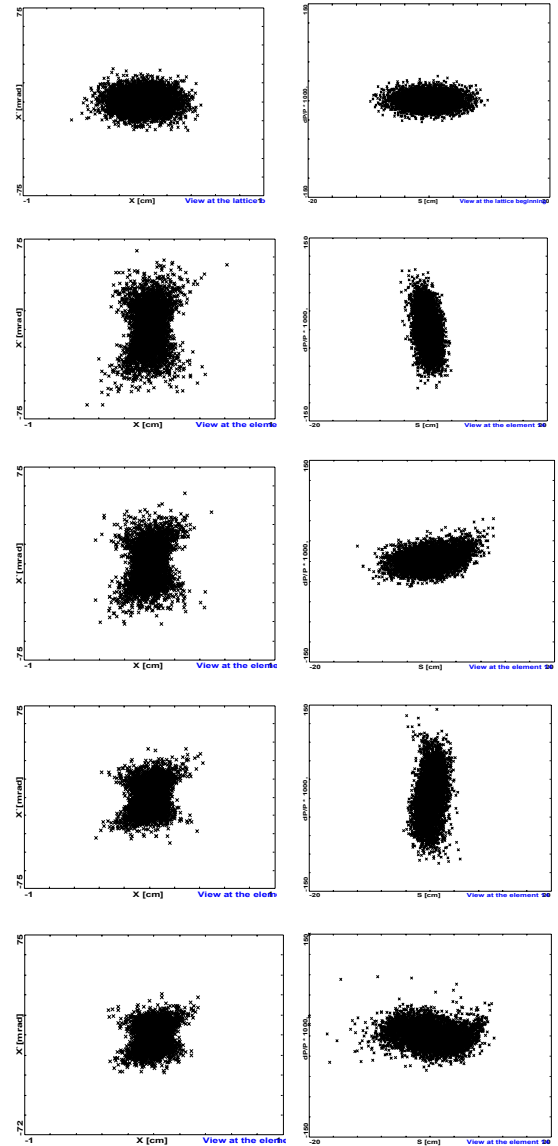 75
X' [mrad]
-75
-1
X [cm]
View at the lattice b
1
150
dP/P * 1000
-150
-20
S [cm]
View at the lattice beginning
20
75
X' [mrad]
-75
-1
X [cm]
View at the eleme
150
dP/P * 1000
-150
-20
S [cm]
View at the element
75
X' [mrad]
-75
-1
X [cm]
View at the eleme
150
dP/P * 1000
-150
-20
S [cm]
View at the element
75
X' [mrad]
-75
-1
X [cm]
View at the elem
150
dP/P * 1000
-150
-20
S [cm]
View at the element
75
X' [mrad]
-72
-1
X [cm]
View at the eleme
150
dP/P * 1000
-150
-20
S [cm]
View at the element